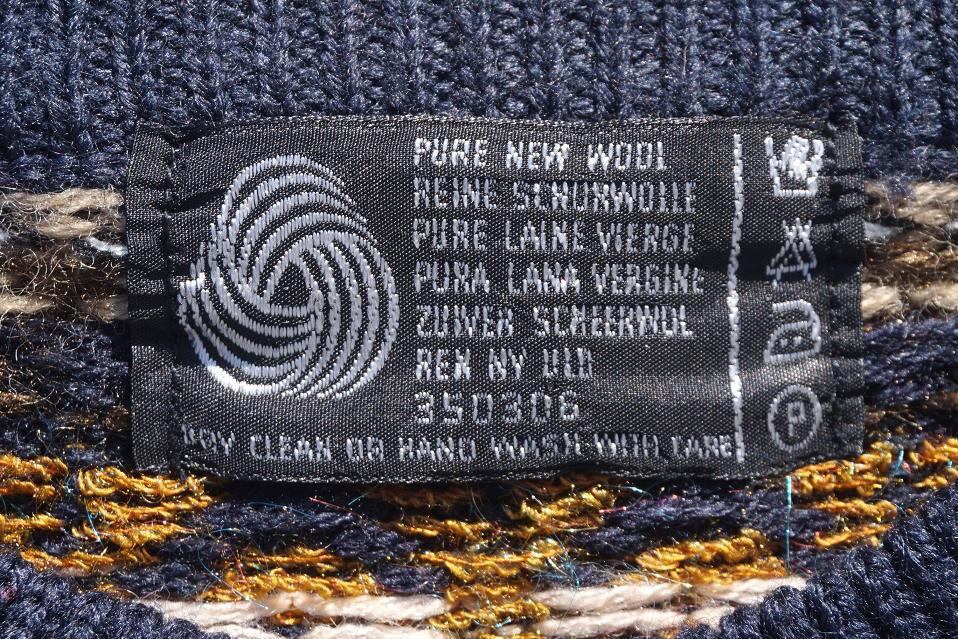 PURE NEW WOOL
REINE SCHURWOLLE
PURE LAINE VIERGE
PURA LANA VERGINE
ZUIVER SCHEERWOL
REN NY ULD
350306
DRY CLEAN OR HAND WASH WITH CARE
P